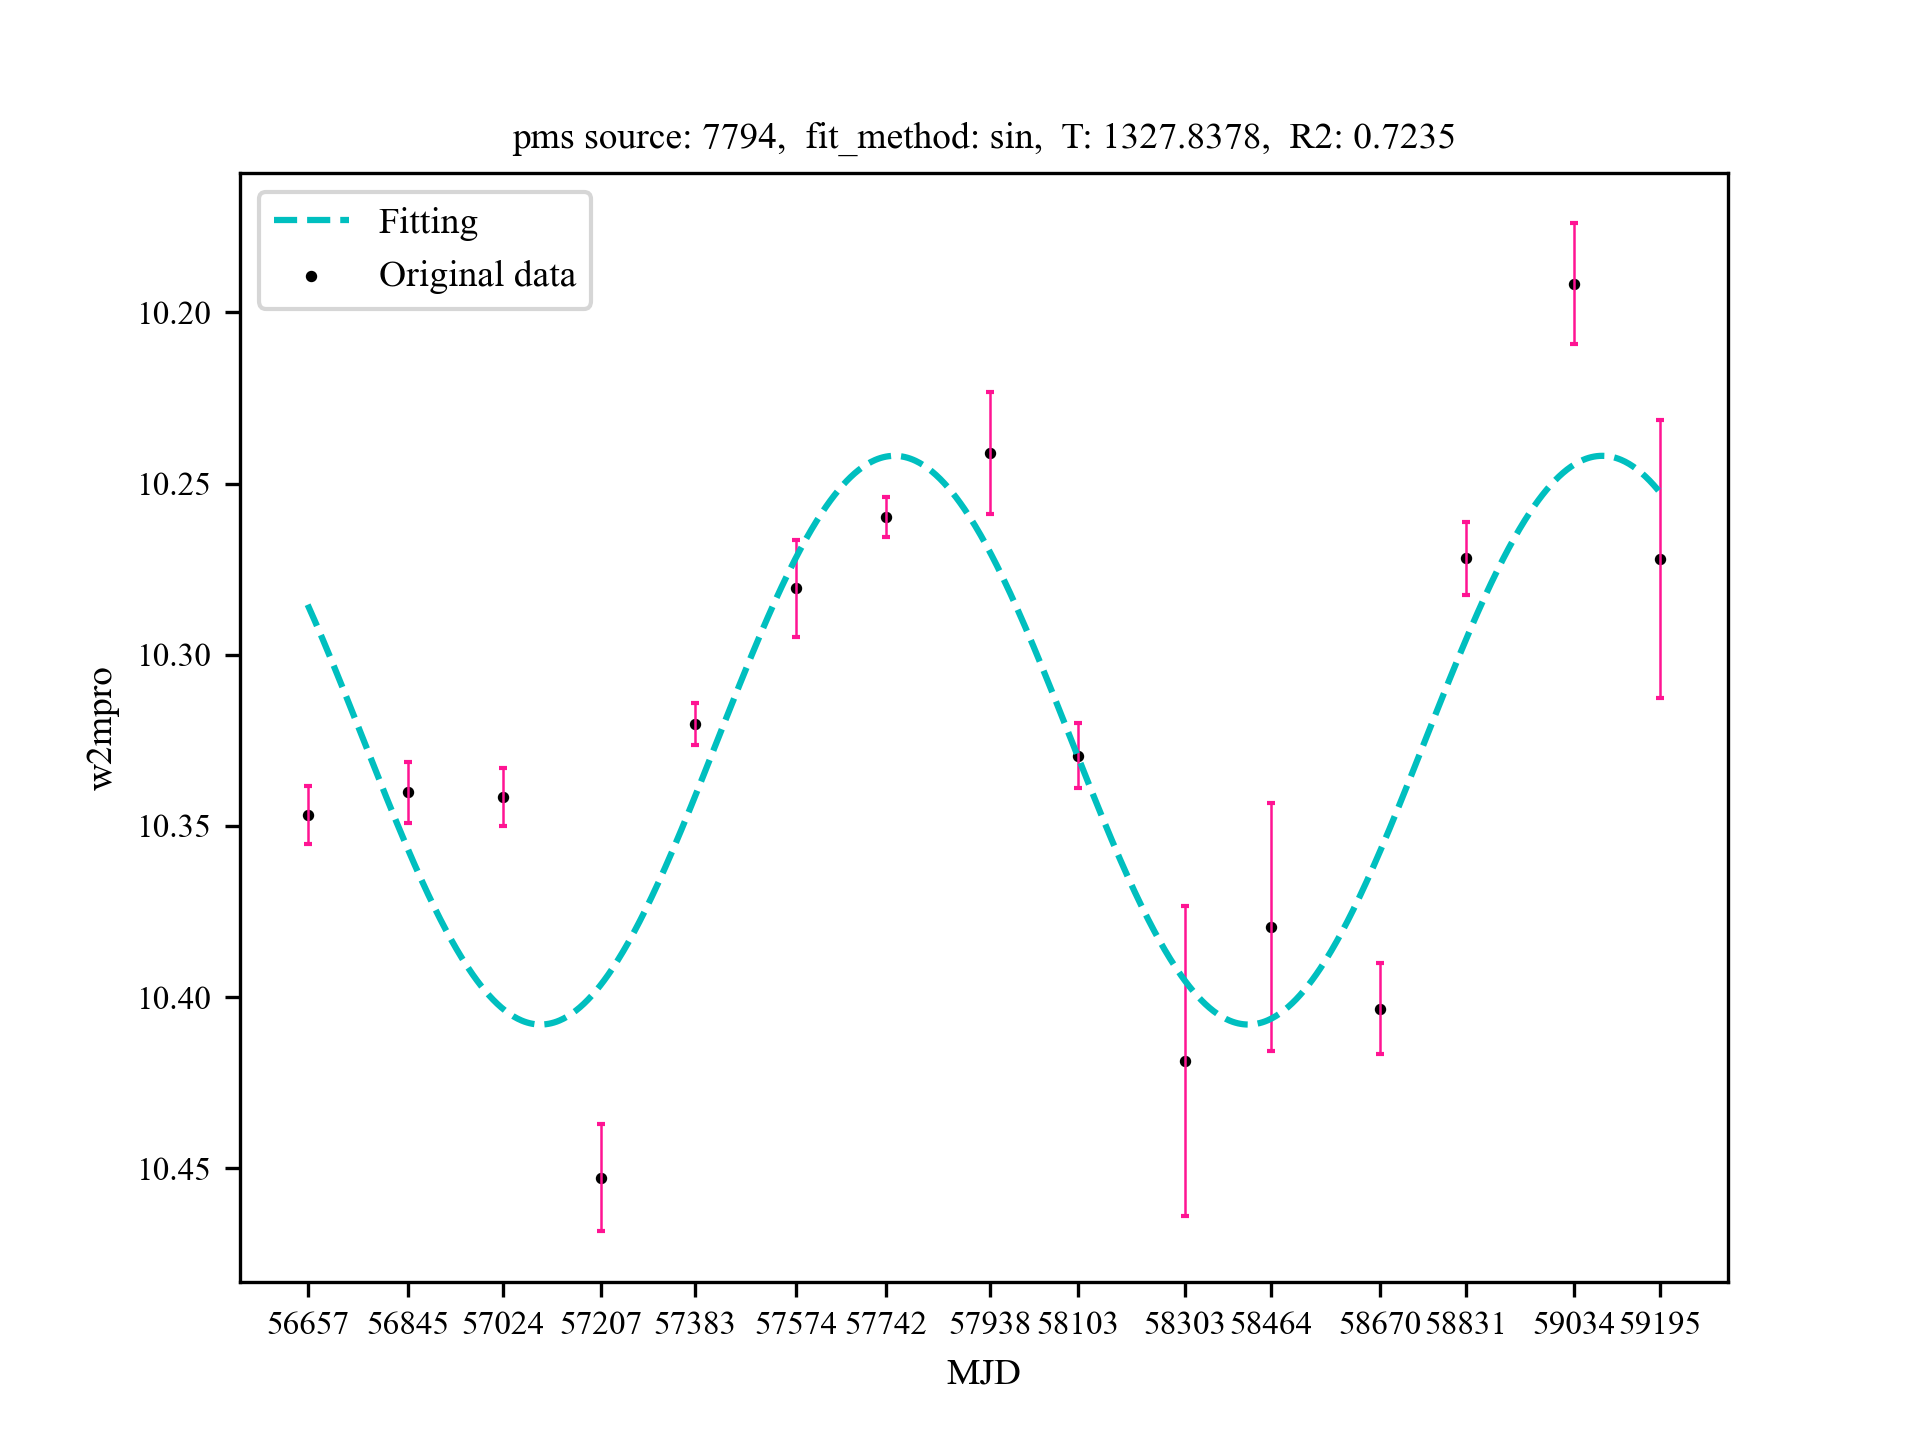 pms source: 7794,  fit_method: sin,  T: 1327.8378,  R2: 0.7235
Fitting
Original data
10.20
10.25
10.30
10.35
10.40
10.45
w2mpro
56657 56845 57024 57207 57383 57574 57742 57938 58103 58303 58464 58670 58831 59034 59195
MJD